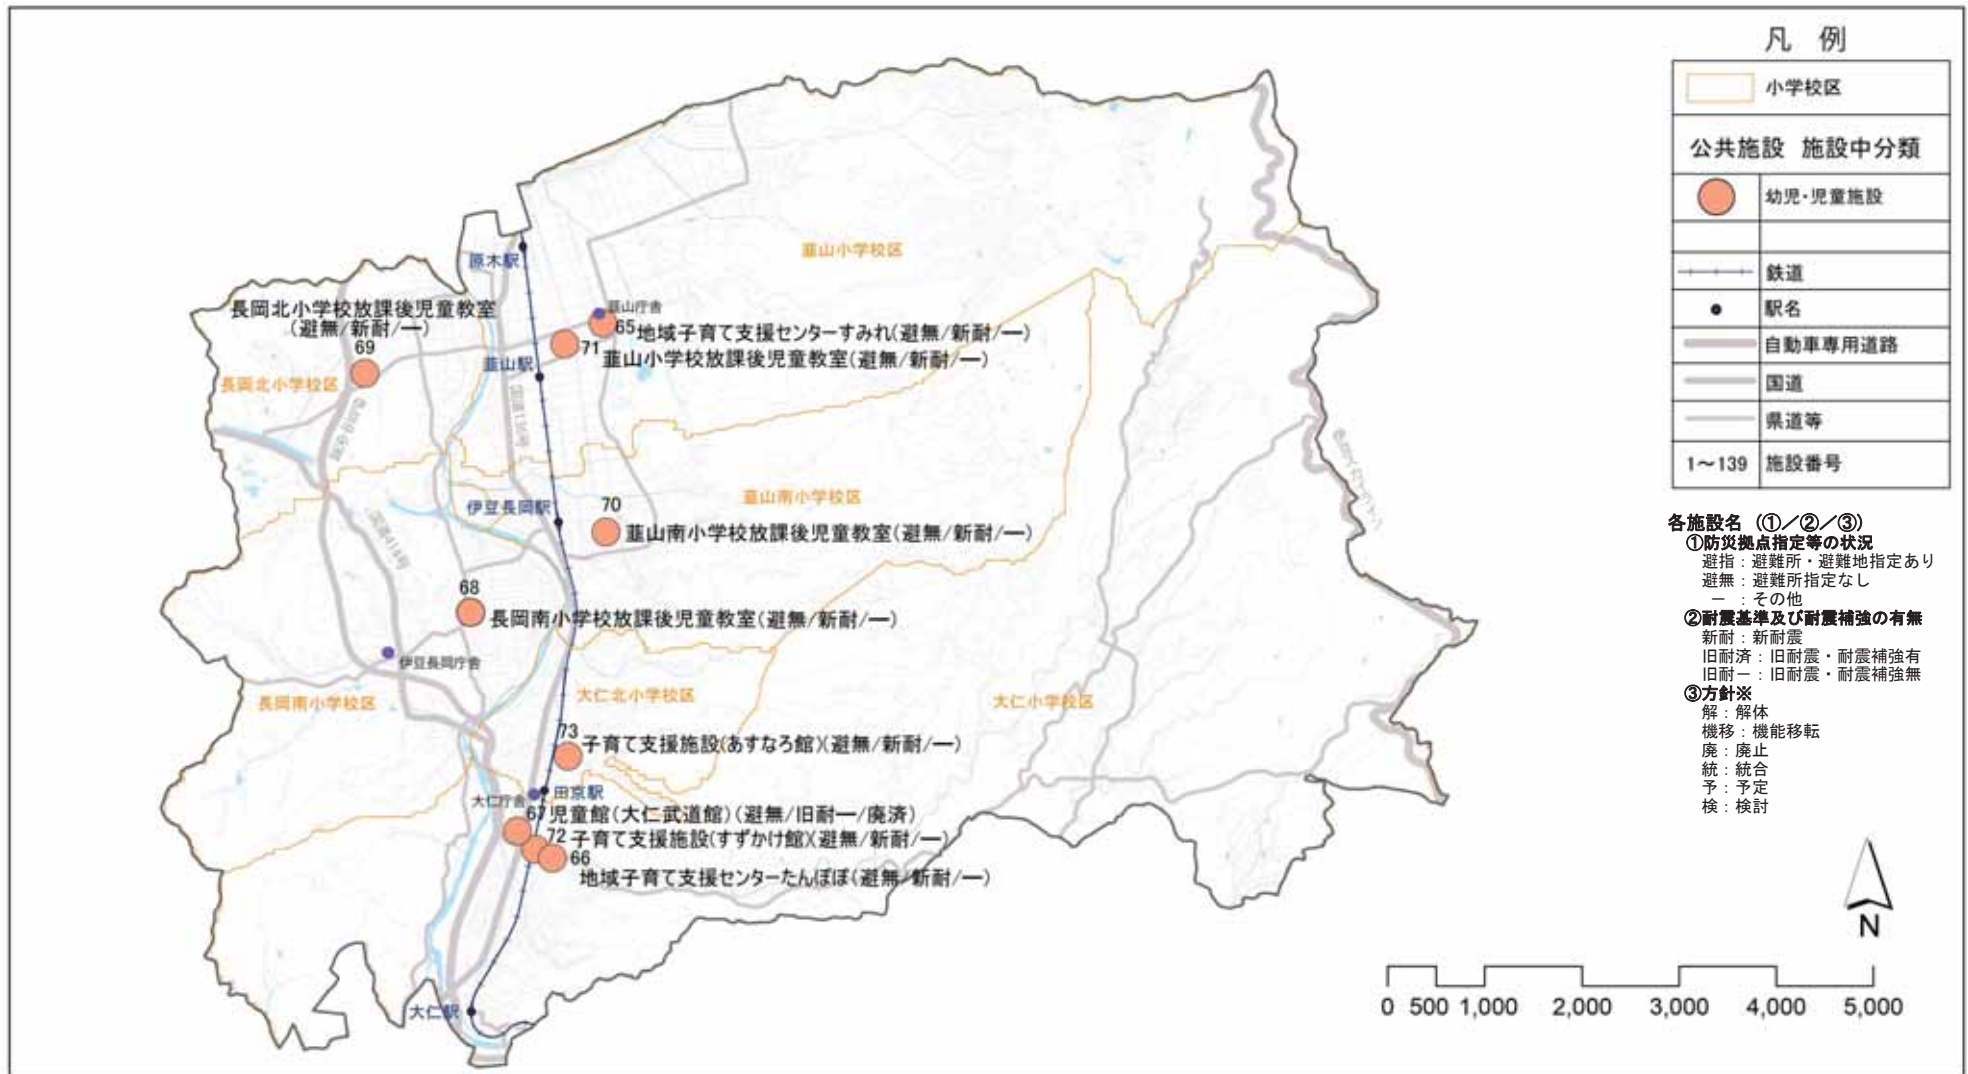 凡 例
小学校区
公共施設 施設中分類
幼児・児童施設
鉄道
駅名
自動車専用道路
国道
県道等
1～139 施設番号
各施設名 (①／②／③)
①防災拠点指定等の状況
避指：避難所・避難地指定あり
避無：避難所指定なし
－：その他
②耐震基準及び耐震補強の有無
新耐：新耐震
旧耐済：旧耐震・耐震補強有
旧耐－：旧耐震・耐震補強無
③方針※
解：解体
機移：機能移転
廃：廃止
統：統合
予：予定
検：検討
韮山小学校区
原木駅
長岡北小学校放課後児童教室
(避無/新耐/―)
69
韮山庁舎
65
地域子育て支援センターすみれ(避無/新耐/―)
71
韮山小学校放課後児童教室(避無/新耐/―)
韮山駅
長岡北小学校区
国道136号
韮山南小学校区
伊豆長岡駅
70
韮山南小学校放課後児童教室(避無/新耐/―)
国道414号
68
長岡南小学校放課後児童教室(避無/新耐/―)
伊豆長岡庁舎
長岡南小学校区
大仁北小学校区
大仁小学校区
73
子育て支援施設(あすなろ館)(避無/新耐/―)
田京駅
大仁庁舎
67
児童館(大仁武道館)(避無/旧耐―/廃済)
72
子育て支援施設(すずかけ館)(避無/新耐/―)
66
地域子育て支援センターたんぽぽ(避無/新耐/―)
大仁駅
N
0 500 1,000 2,000 3,000 4,000 5,000